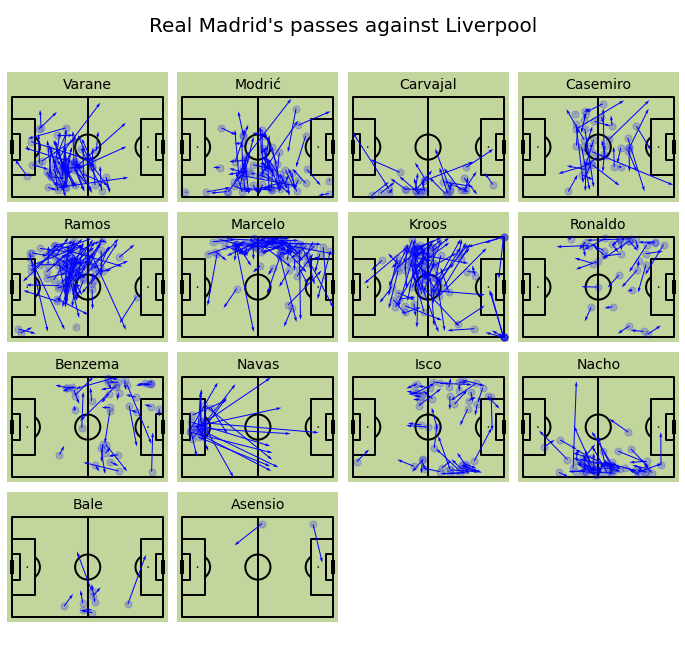 Real Madrid's passes against Liverpool
Varane
Modrić
Carvajal
Casemiro
Ramos
Marcelo
Kroos
Ronaldo
Benzema
Navas
Isco
Nacho
Bale
Asensio